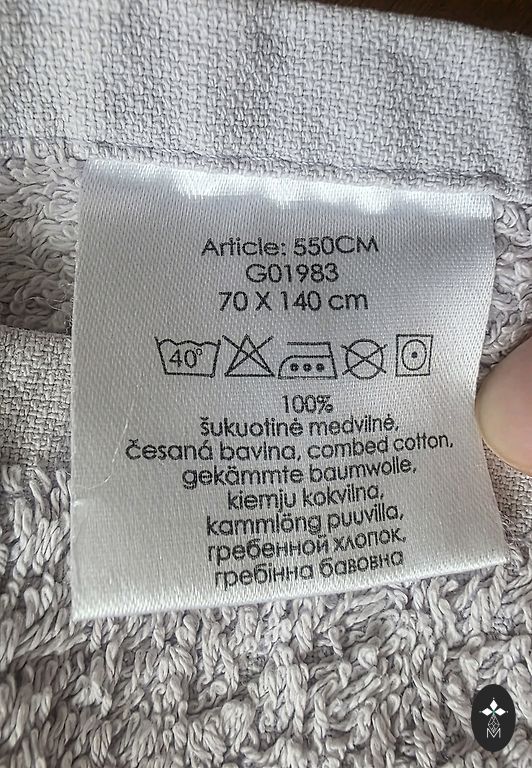 Article: 550CM
G01983
70 X 140 cm
40°
100%
šukuotinė medvilnė,
česaná bavlna, combed cotton,
gekämmte baumwolle,
ķiemju kokvilna,
kammlõng puuvilla,
гребенной хлопок,
гребінна бавовна
M